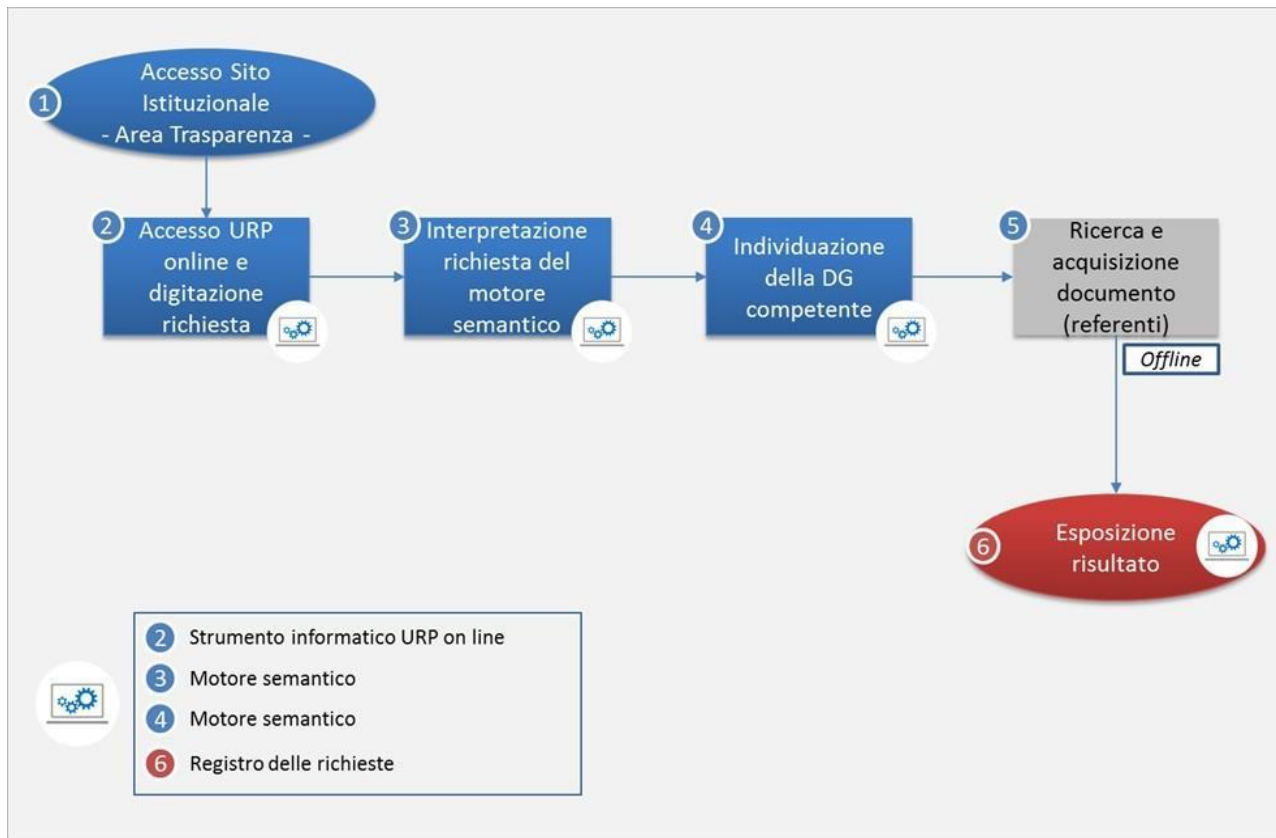 1
Accesso Sito
Istituzionale
- Area Trasparenza -
2
Accesso URP
online e
digitazione
richiesta
3
Interpretazione
richiesta del
motore
semantico
4
Individuazione
della DG
competente
5
Ricerca e
acquisizione
documento
(referenti)
Offline
6
Esposizione
risultato
2 Strumento informatico URP on line
3 Motore semantico
4 Motore semantico
6 Registro delle richieste